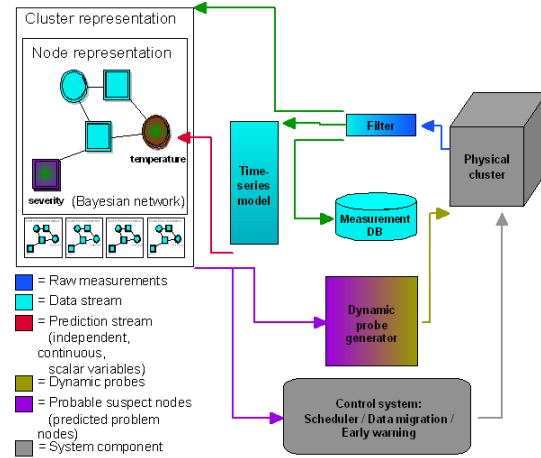 Cluster representation
Node representation
temperature
severity
(Bayesian network)
Time-
series
model
Filter
Measurement
DB
Physical
cluster
Dynamic
probe
generator
Control system:
Scheduler / Data migration /
Early warning
= Raw measurements
= Data stream
= Prediction stream
(independent,
continuous,
scalar variables)
= Dynamic probes
= Probable suspect nodes
(predicted problem
nodes)
= System component